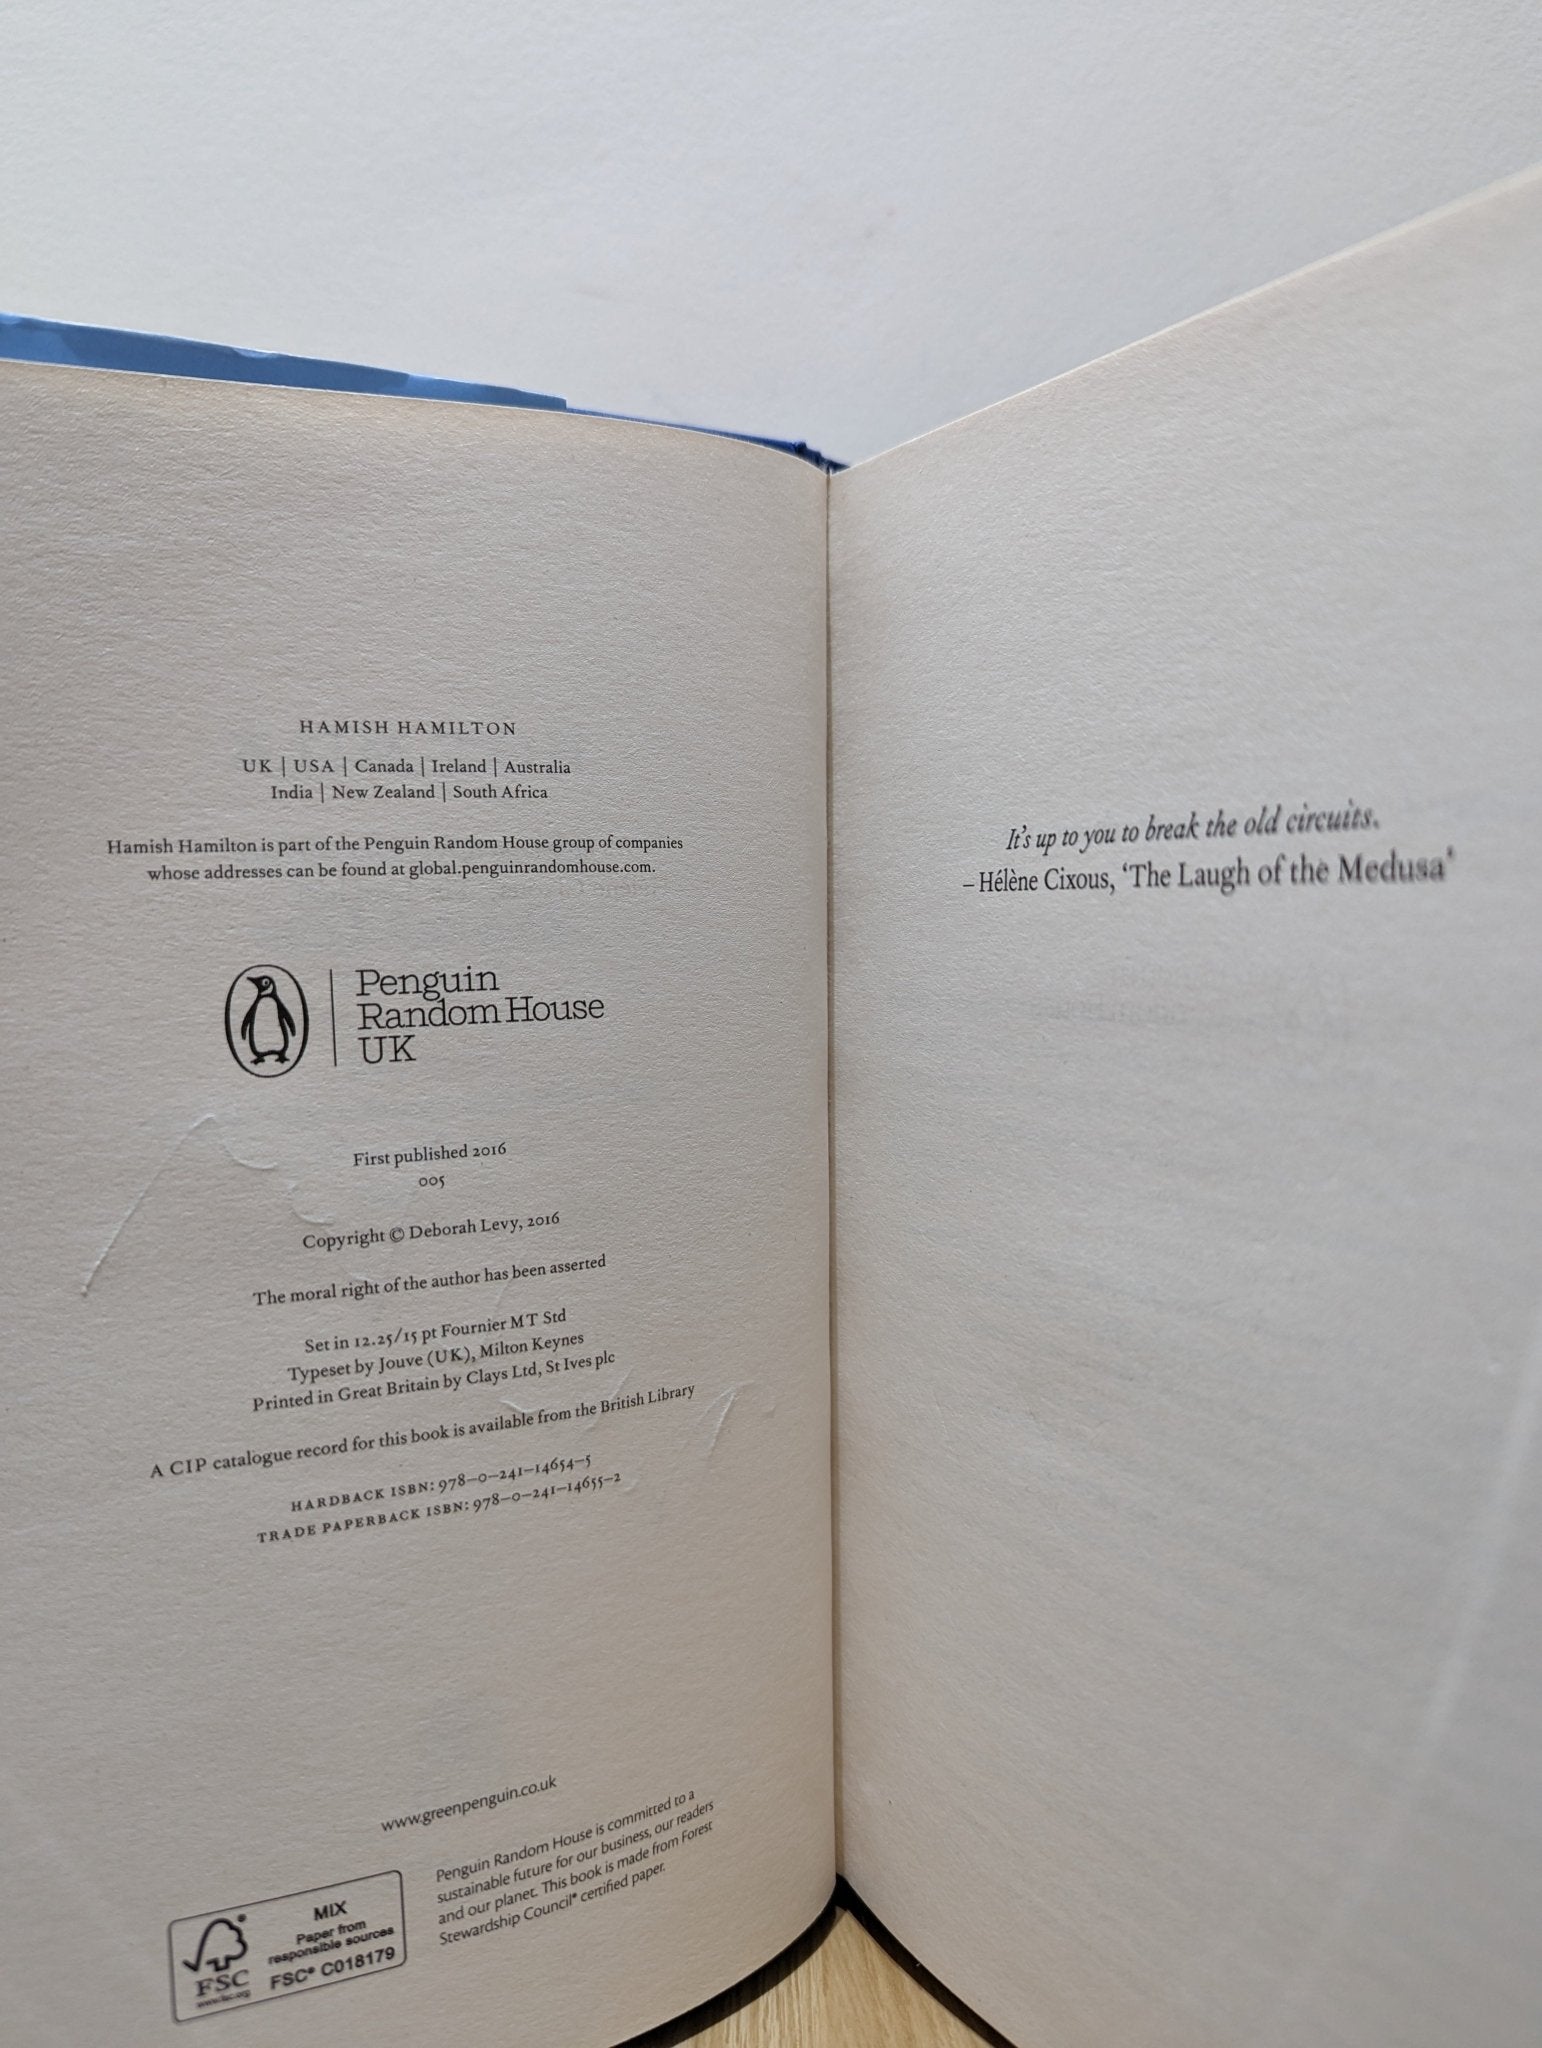 HAMISH HAMILTON
UK | USA | Canada | Ireland | Australia
India | New Zealand | South Africa
Hamish Hamilton is part of the Penguin Random House group of companies
whose addresses can be found at global.penguinrandomhouse.com.
Penguin
Random House
UK
First published 2016
005
Copyright © Deborah Levy, 2016
The moral right of the author has been asserted
Set in 12.25/15 pt Fournier MT Std
Typeset by Jouve (UK), Milton Keynes
Printed in Great Britain by Clays Ltd, St Ives plc
A CIP catalogue record for this book is available from the British Library
HARDBACK ISBN: 978–0–241–14654–5
TRADE PAPERBACK ISBN: 978–0–241–14655–2
www.greenpenguin.co.uk
MIX
Paper from
responsible sources
FSC® C018179
FSC
www.fsc.org
Penguin Random House is committed to a
sustainable future for our business, our readers
and our planet. This book is made from Forest
Stewardship Council® certified paper.
It's up to you to break the old circuits.
– Hélène Cixous, ‘The Laugh of the Medusa’